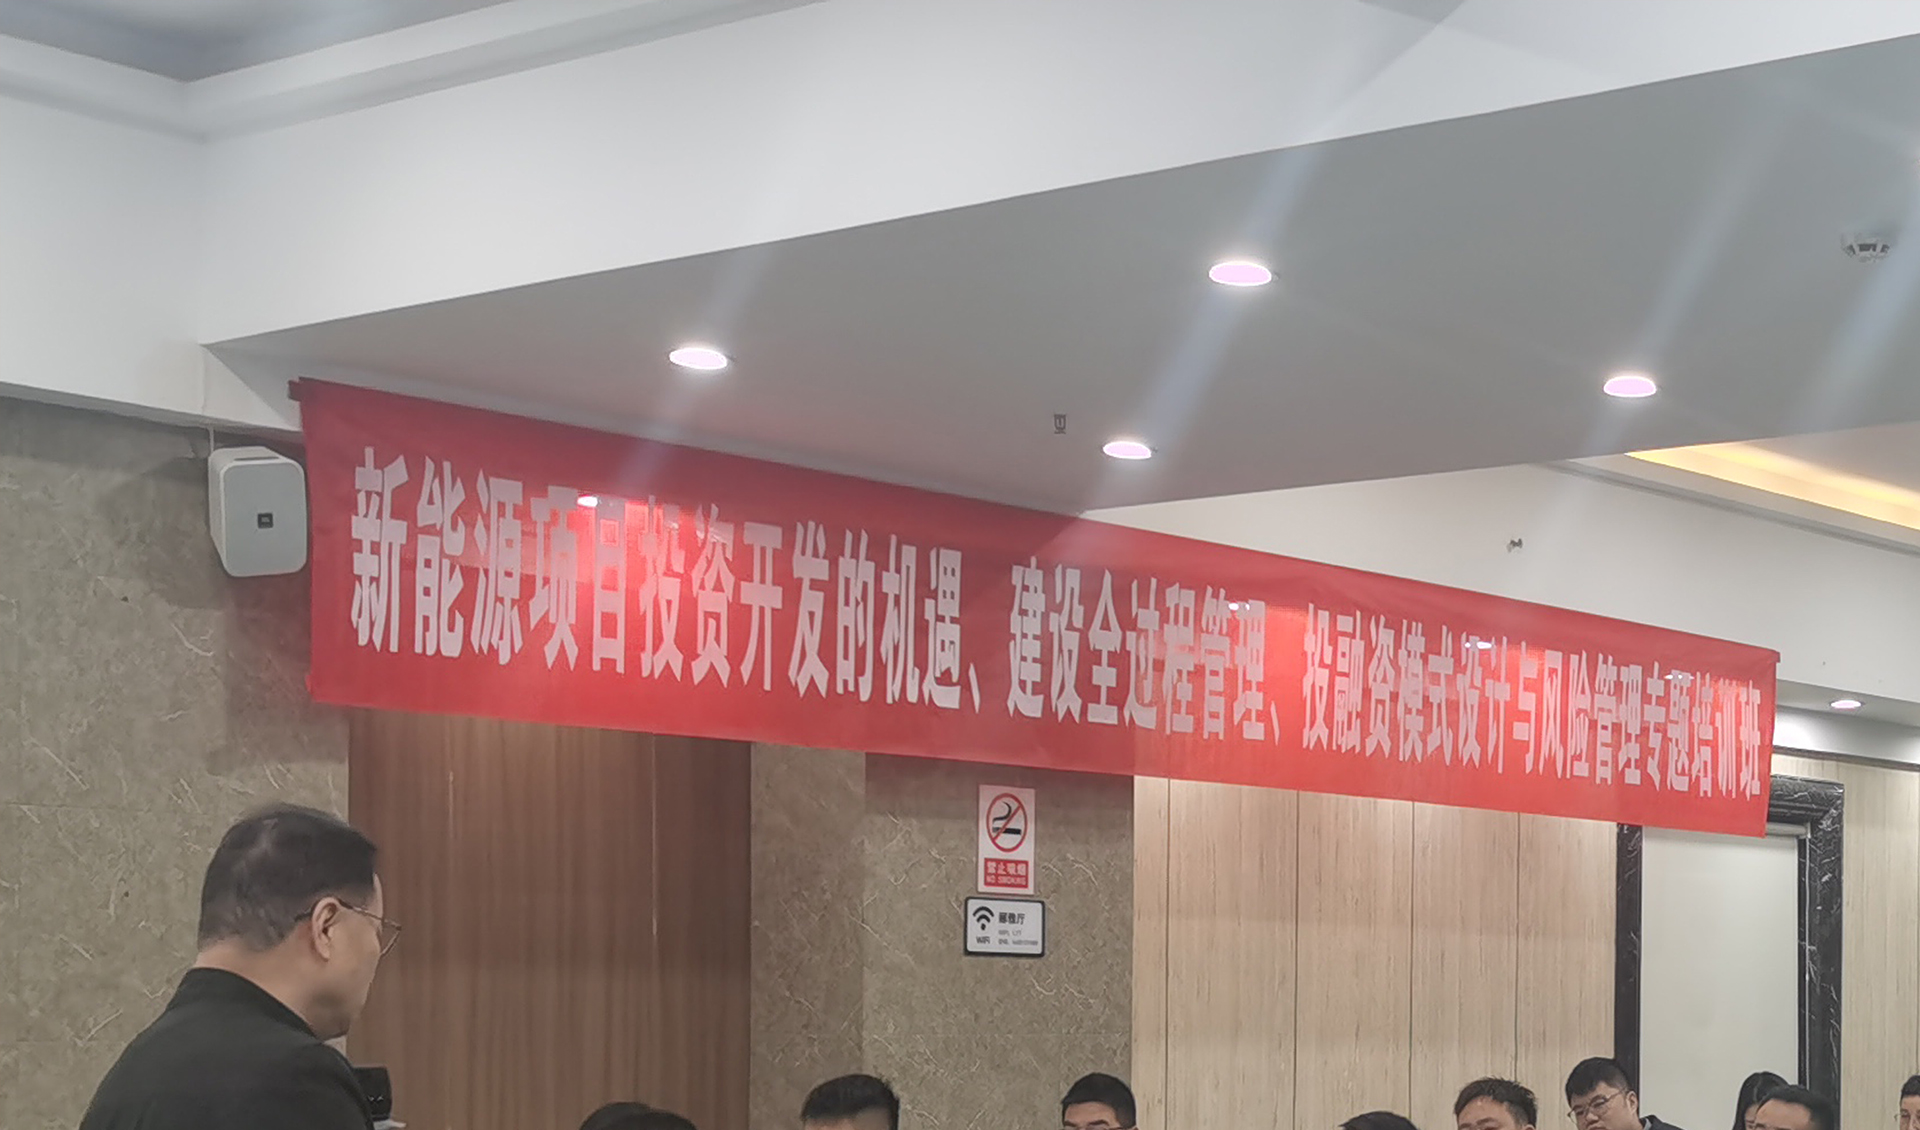 新能源项目投资开发的机遇、建设全过程管理、投融资模式设计与风险管理专题培训班
禁止吸烟
NO SMOKING
WiFi